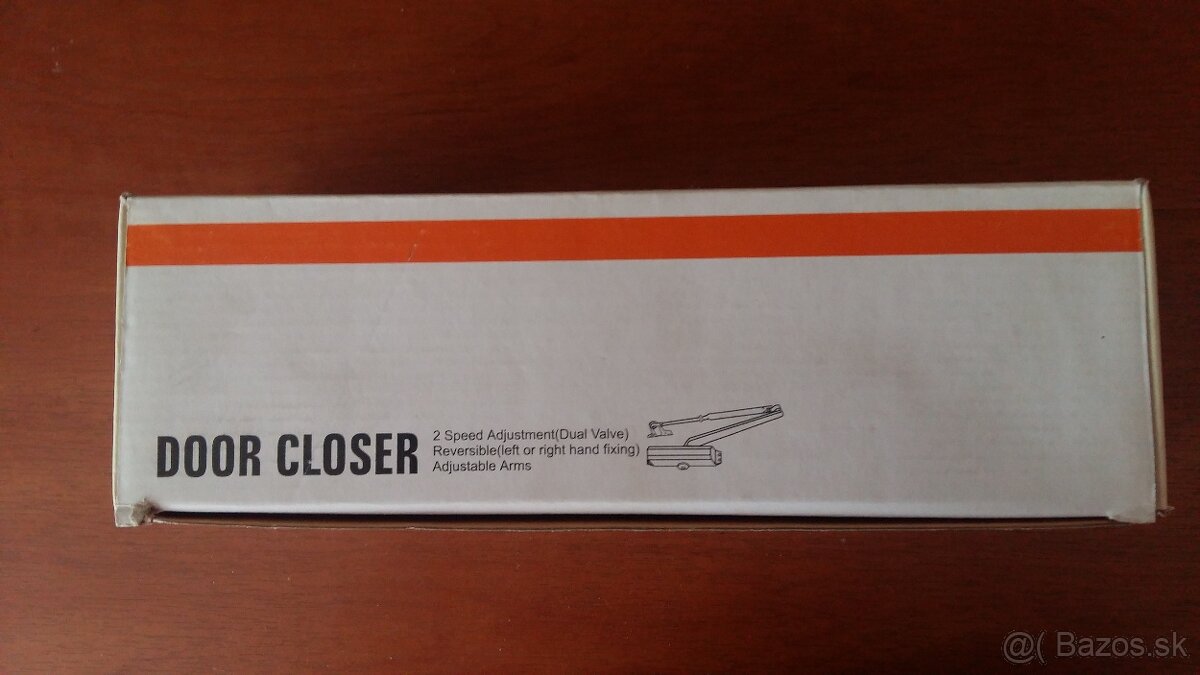 DOOR CLOSER
2 Speed Adjustment(Dual Valve)
Reversible(left or right hand fixing)
Adjustable Arms
@( Bazos.sk